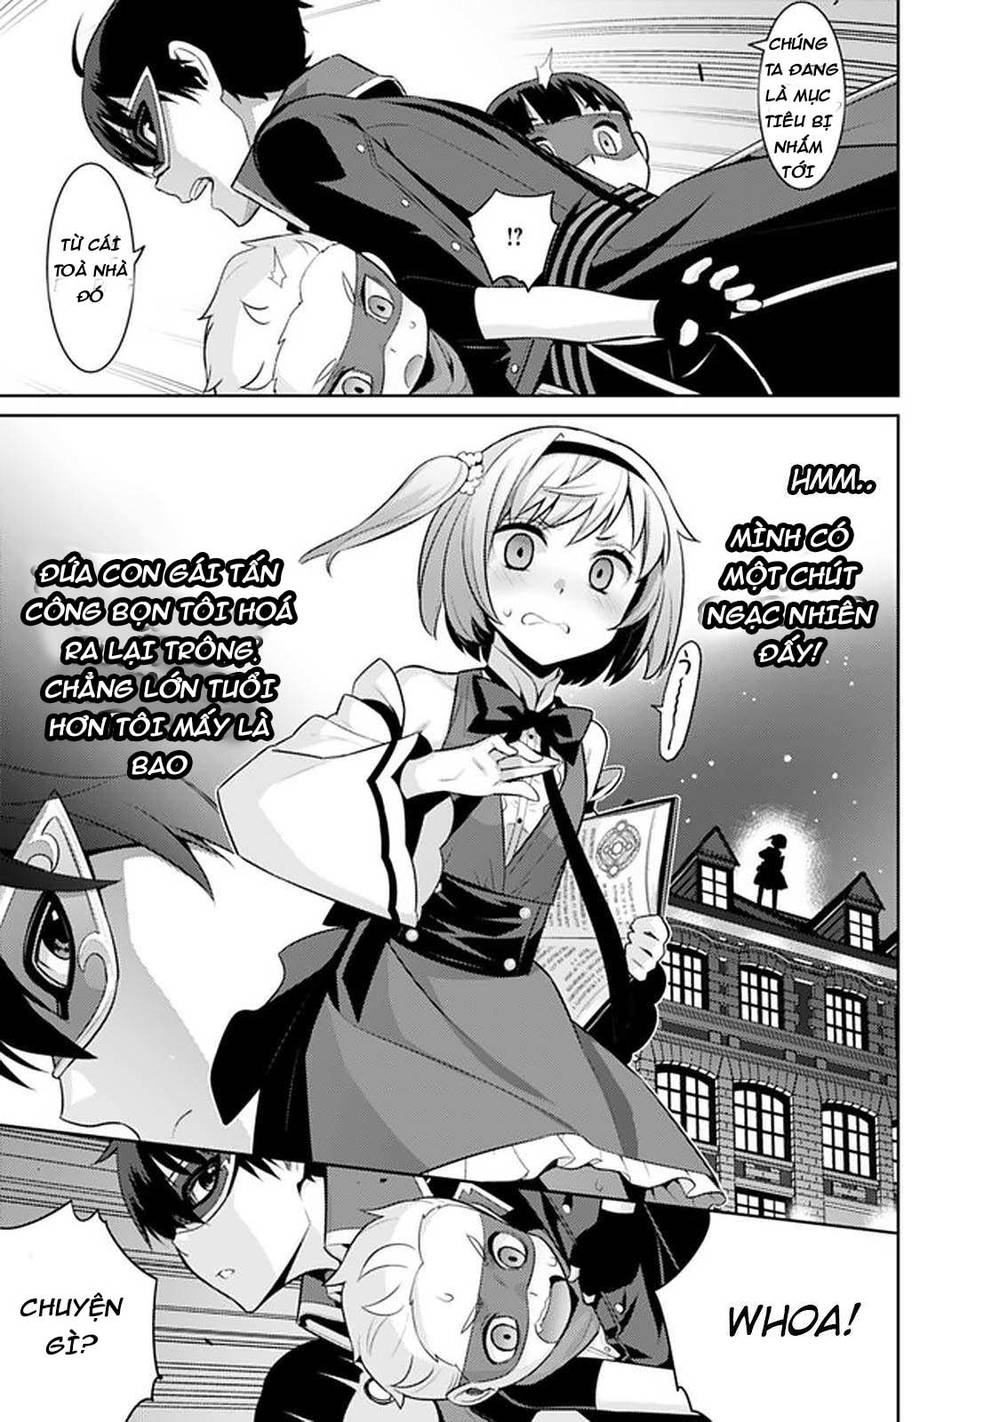 CHÚNG
TA ĐANG
LÀ MỤC
TIÊU BỊ
NHẮM
TỚI
!?
TỪ CÁI
TOÀ NHÀ
ĐÓ
HMM..
MÌNH CÓ
MỘT CHÚT
NGẠC NHIÊN
ĐẤY!
ĐỨA CON GÁI TẤN
CÔNG BỌN TÔI HOÁ
RA LẠI TRÔNG
CHẲNG LỚN TUỔI
HƠN TÔI MẤY LÀ
BAO
WHOA!
CHUYỆN
GÌ?